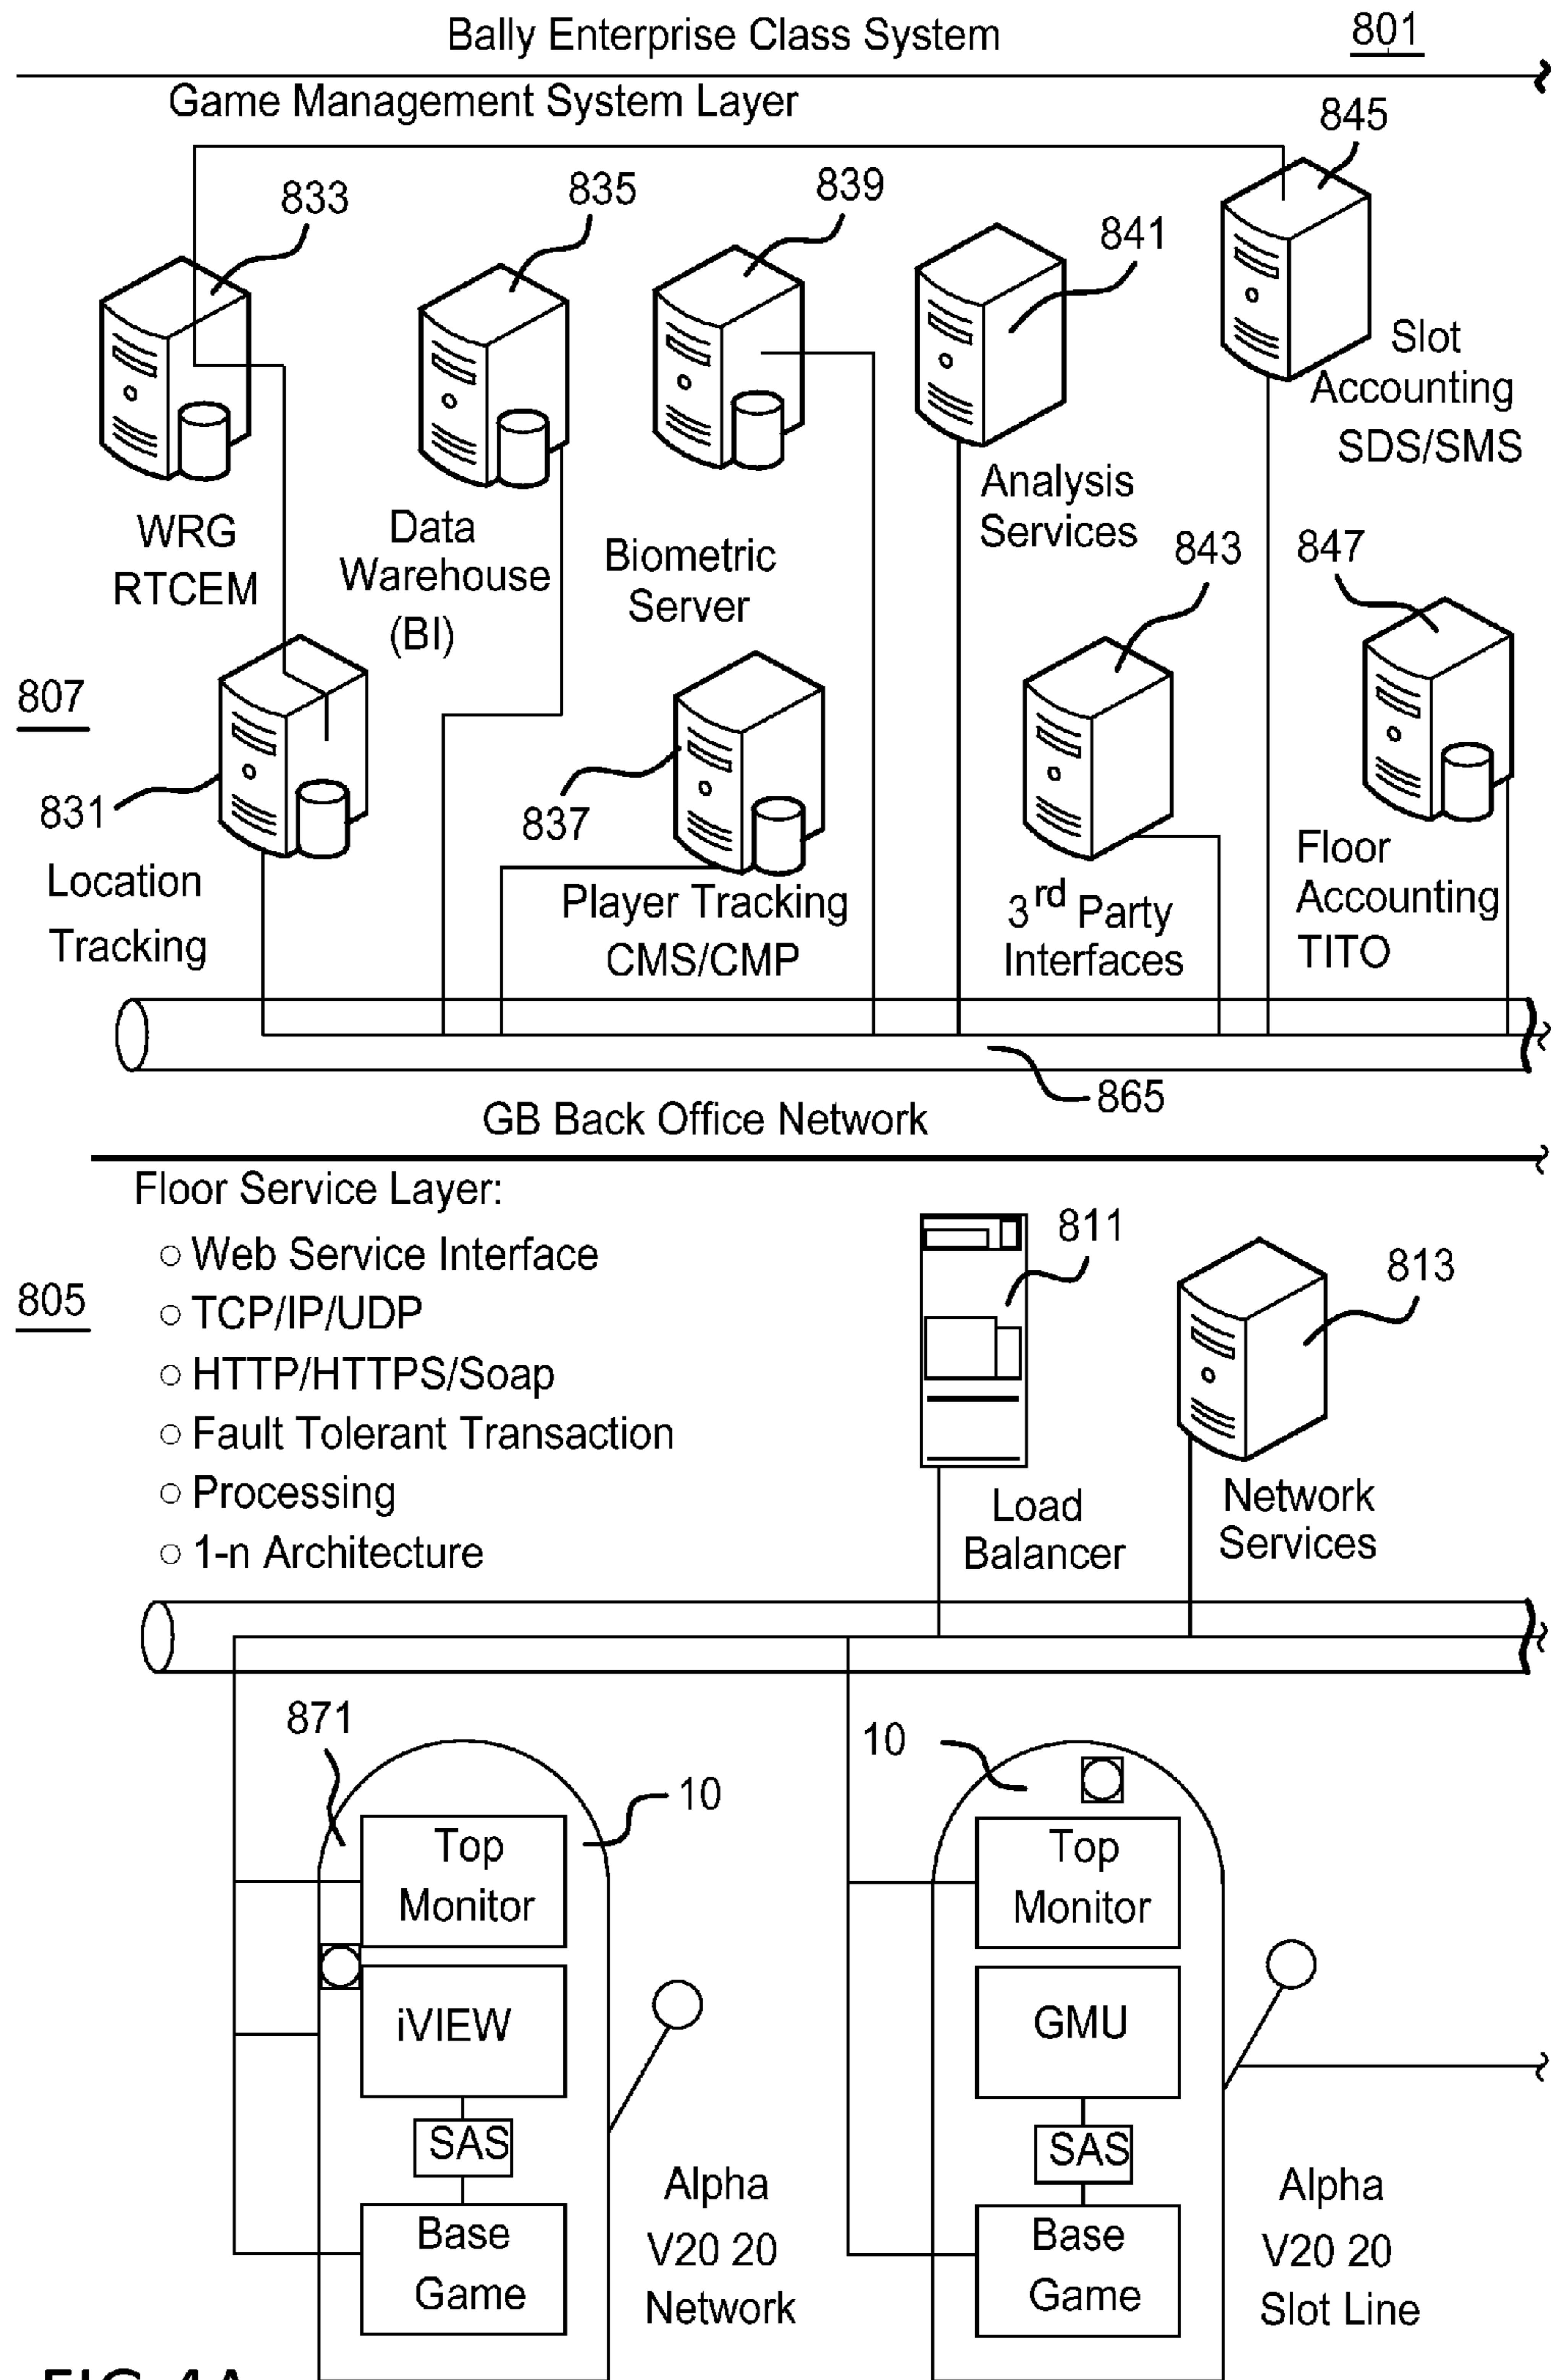 Bally Enterprise Class System
801
Game Management System Layer
845
833
835
839
841
Slot
Accounting
SDS/SMS
WRG
RTCEM
Data
Warehouse
(BI)
Biometric
Server
Analysis
Services
843
847
807
831
Location
Tracking
837
Player Tracking
CMS/CMP
3rd Party
Interfaces
Floor
Accounting
TITO
865
GB Back Office Network
Floor Service Layer:
805
○ Web Service Interface
○ TCP/IP/UDP
○ HTTP/HTTPS/Soap
○ Fault Tolerant Transaction
○ Processing
○ 1-n Architecture
811
813
Load
Balancer
Network
Services
871
10
Top
Monitor
iVIEW
SAS
Base
Game
Alpha
V20 20
Network
10
Top
Monitor
GMU
SAS
Base
Game
Alpha
V20 20
Slot Line
FIG 4A